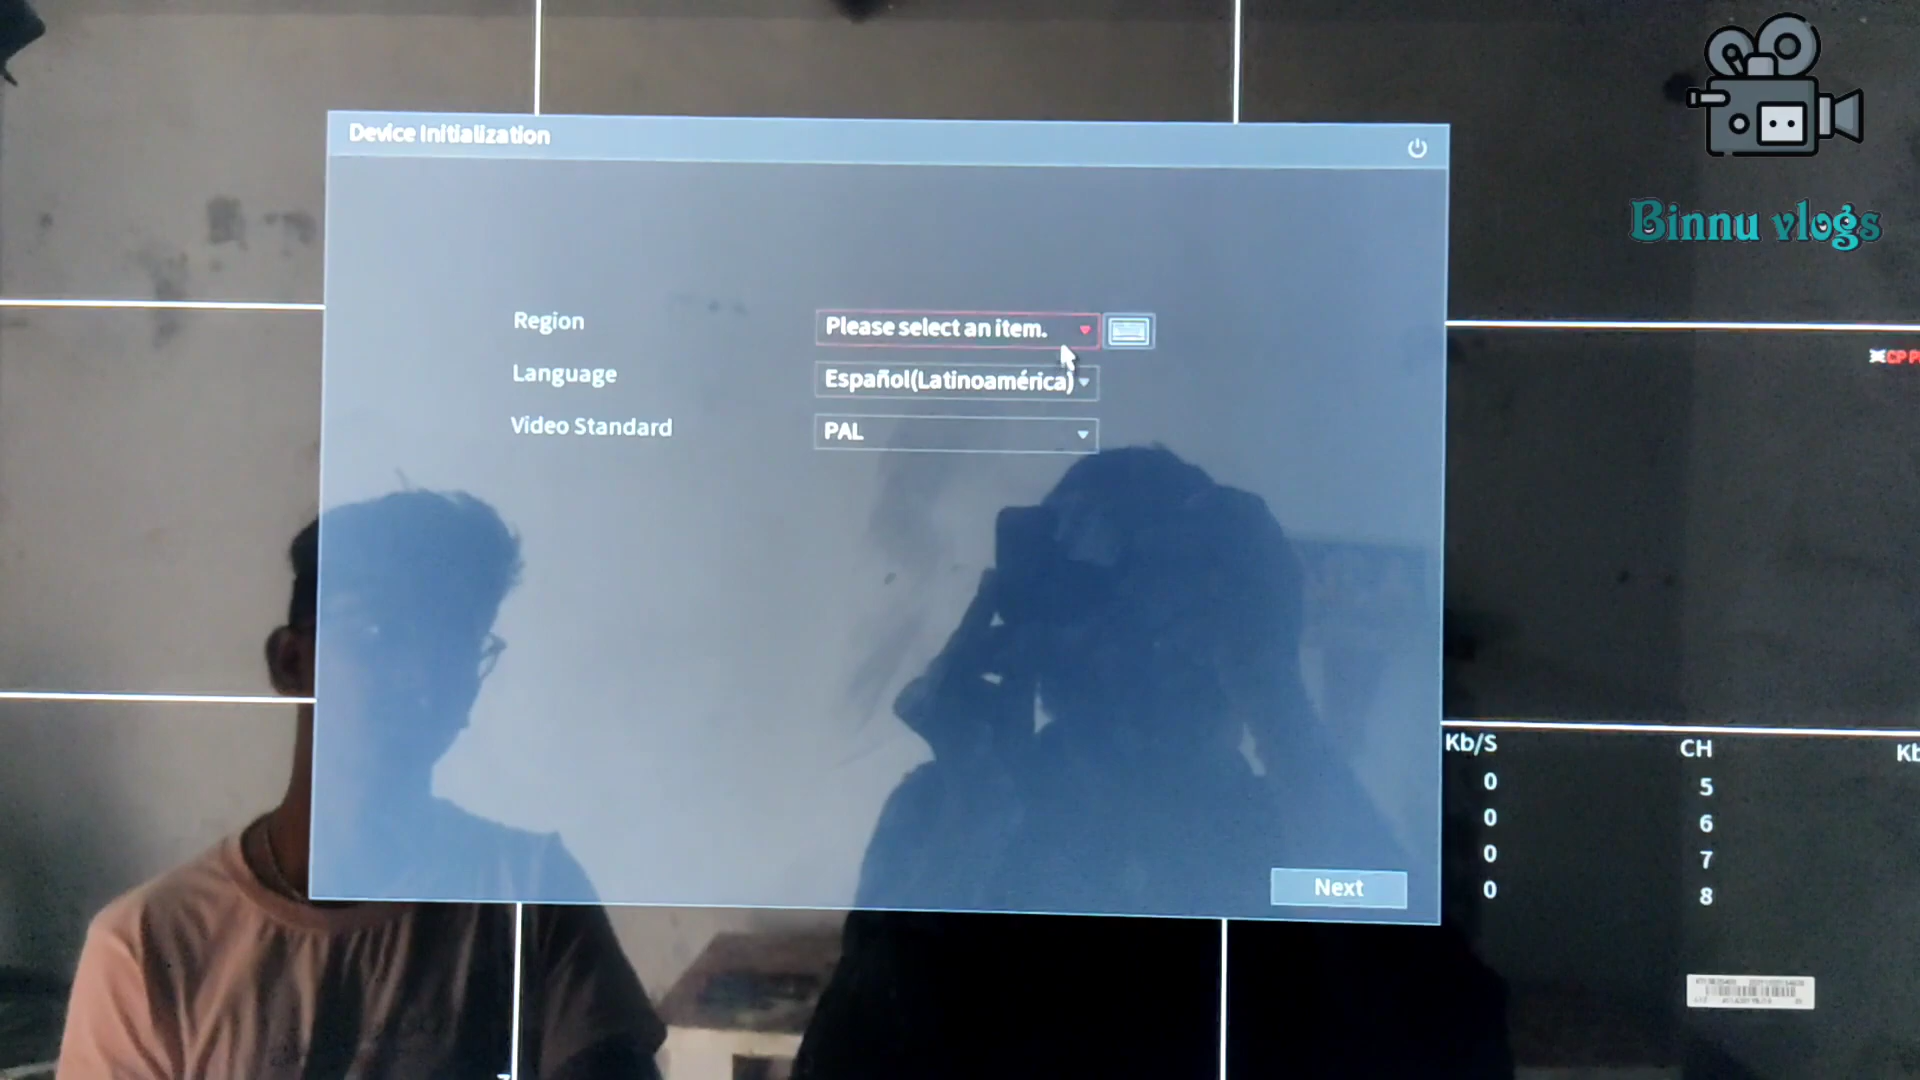 Binnu vlogs
Device Initialization
Region
Please select an item.
Language
Español(Latinoamérica)
Video Standard
PAL
Next
Kb/S
CH
0
5
0
6
0
7
0
8